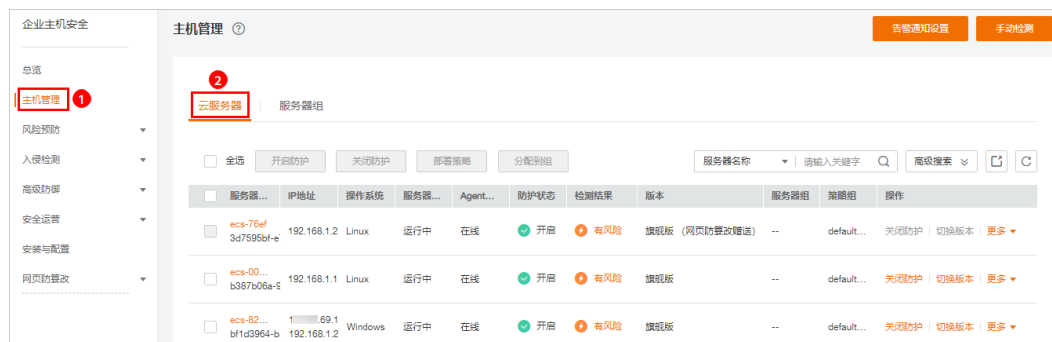 企业主机安全
总览
主机管理 1
风险预防
入侵检测
高级防御
安全运营
安装与配置
网页防篡改
主机管理 ?
告警通知设置 手动检测
2
云服务器 服务器组
全选 开启防护 关闭防护 部署策略 分配到组 服务器名称 请输入关键字 高级搜索
服务器... IP地址 操作系统 服务器... Agent... 防护状态 检测结果 版本 服务器组 策略组 操作
ecs-76ef
3d7595bf-e 192.168.1.2 Linux 运行中 在线 开启 有风险 旗舰版 (网页防篡改赠送) -- default... 关闭防护 切换版本 更多
ecs-00...
b387b06a-9 192.168.1.1 Linux 运行中 在线 开启 有风险 旗舰版 -- default... 关闭防护 切换版本 更多
ecs-82... 1 .69.1
bf1d3964-b 192.168.1.2 Windows 运行中 在线 开启 有风险 旗舰版 -- default... 关闭防护 切换版本 更多